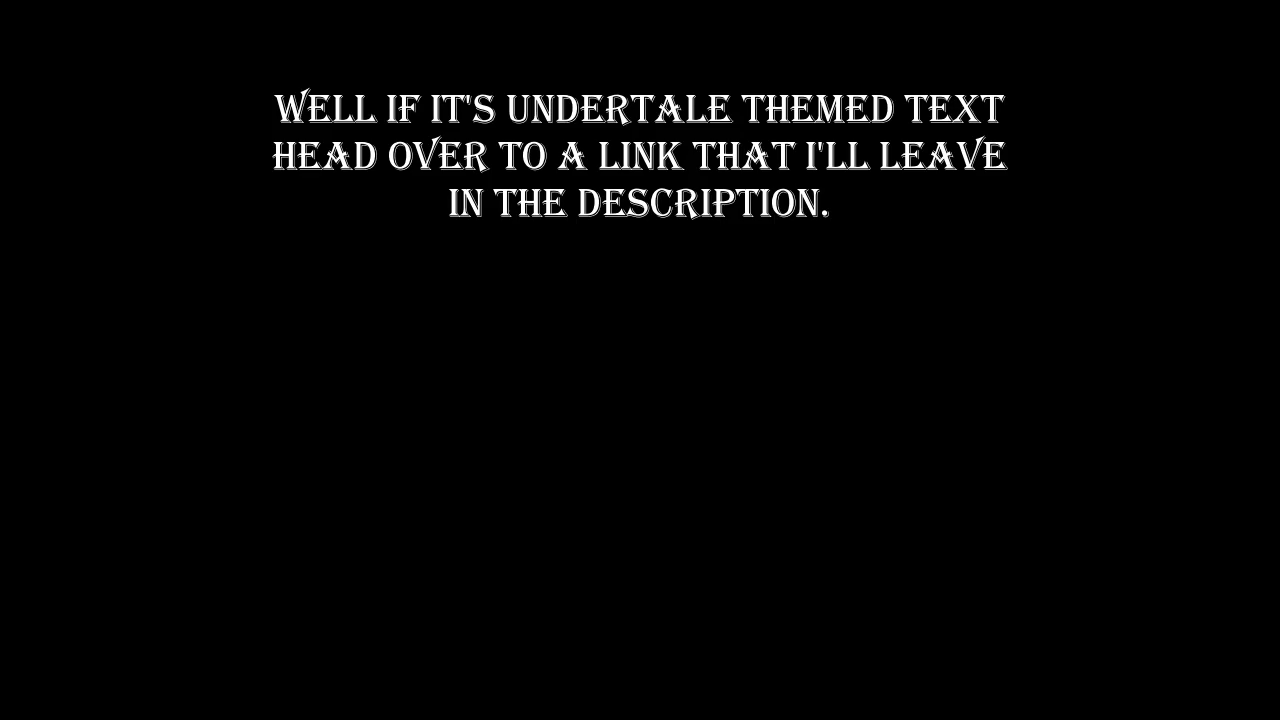 WELL IF IT'S UNDERTALE THEMED TEXT
HEAD OVER TO A LINK THAT I'LL LEAVE
IN THE DESCRIPTION.